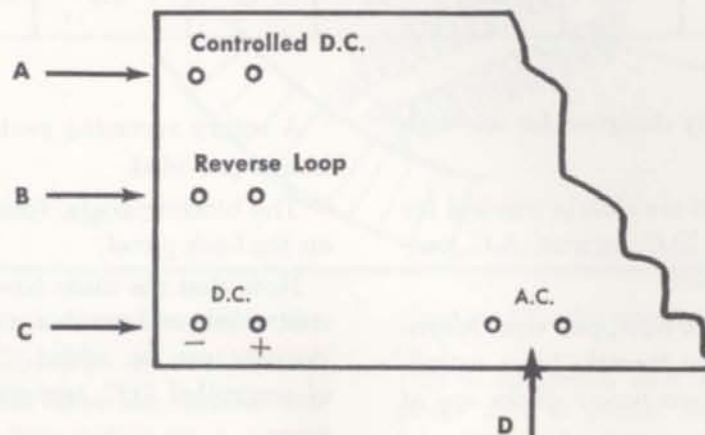 Controlled D.C.
A
Reverse Loop
B
D.C.
A.C.
C
− +
D